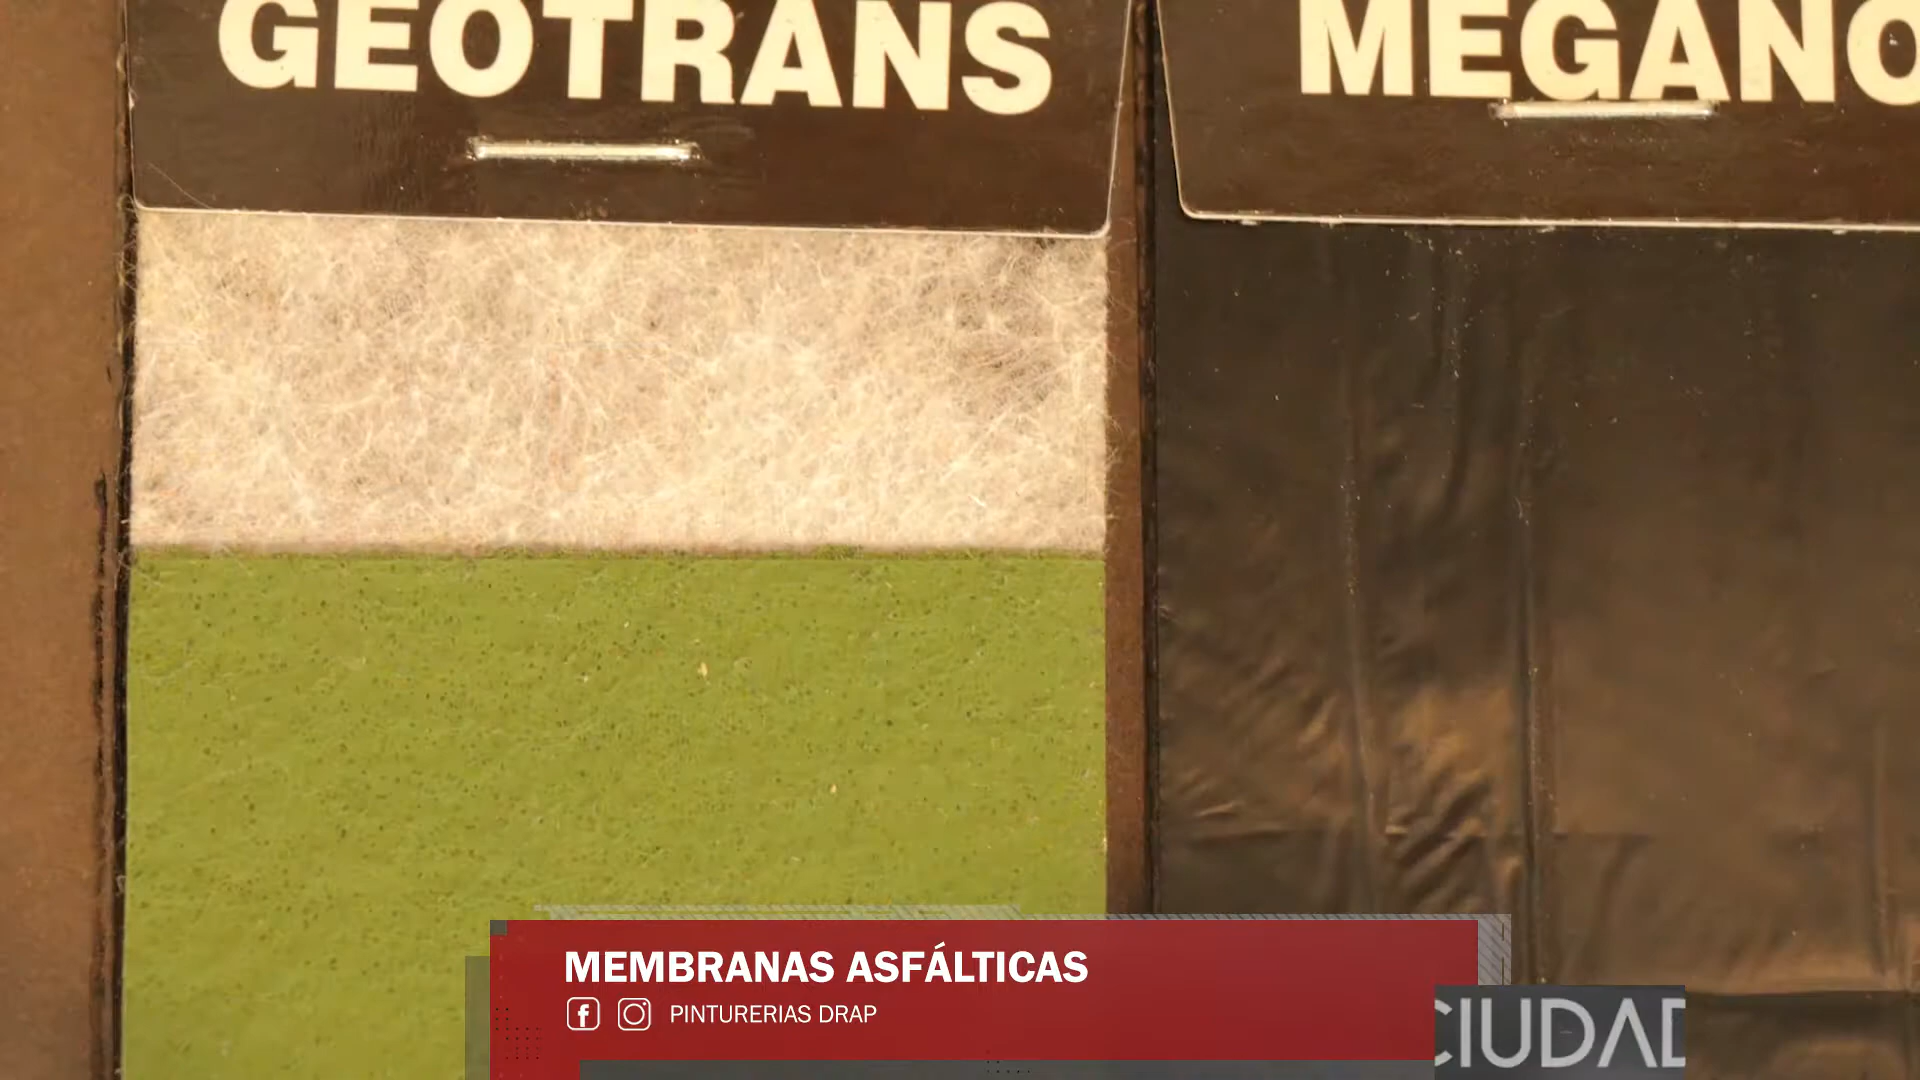 GEOTRANS
MEGANO
MEMBRANAS ASFÁLTICAS
PINTURERIAS DRAP
CIUDAD